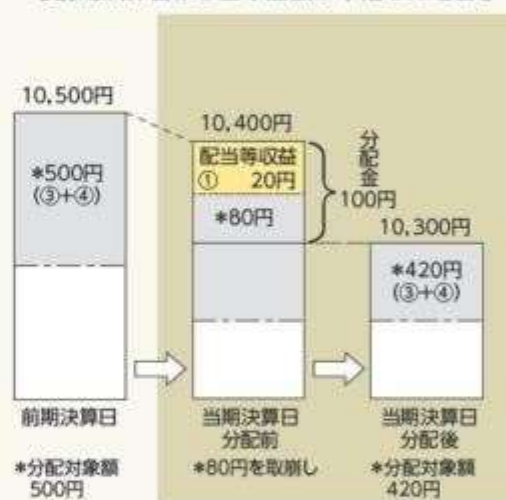 10,500円
*500円
(③+④)
前期決算日
*分配対象額
500円
10,400円
配当等収益
① 20円
*80円
分配金
100円
当期決算日
分配前
*80円を取崩し
10,300円
*420円
(③+④)
当期決算日
分配後
*分配対象額
420円